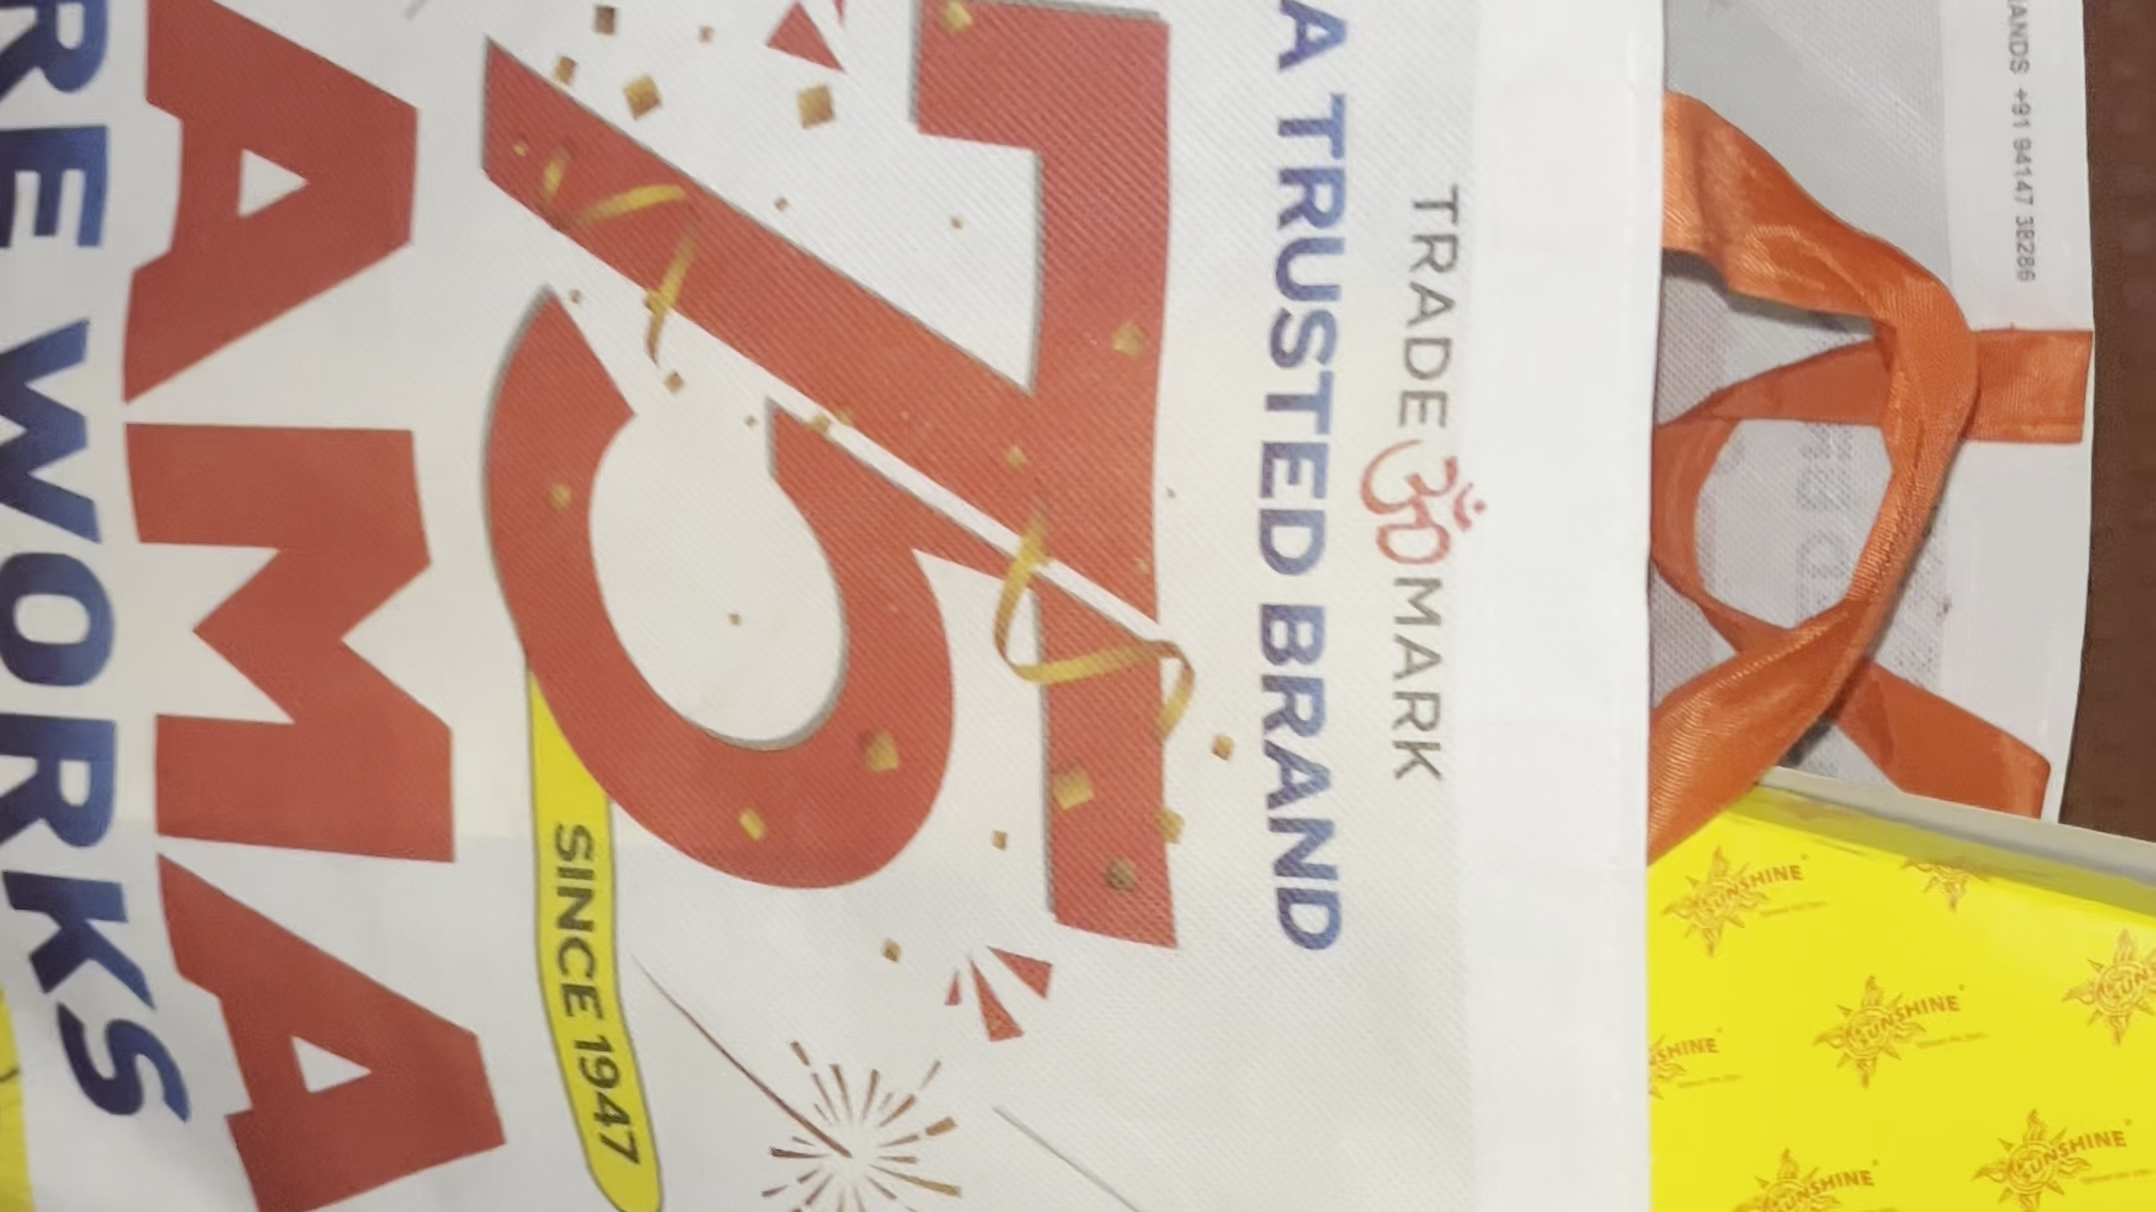 TRADE ॐ MARK
A TRUSTED BRAND
75
SINCE 1947
AMA
RE WORKS
ANDS +91 94147 38286
SUNSHINE
SUNSHINE
SUNSHINE
SHINE
SUNSHINE
SUNSHINE